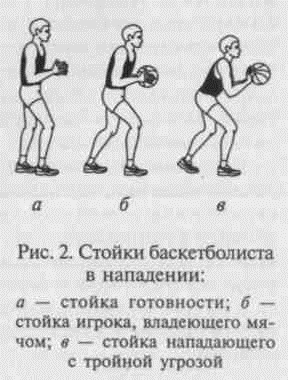 а б в
Рис. 2. Стойки баскетболиста
в нападении:
а — стойка готовности; б —
стойка игрока, владеющего мя-
чом; в — стойка нападающего
с тройной угрозой